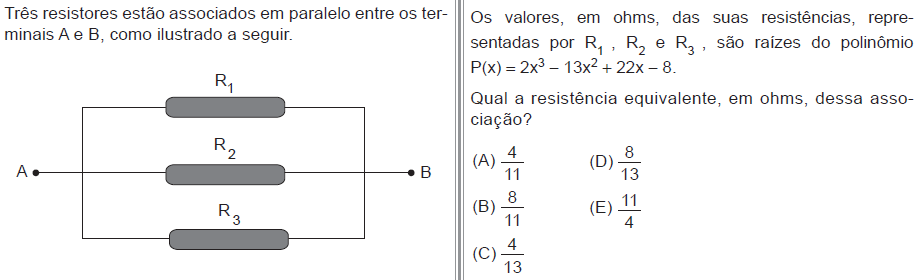 Três resistores estão associados em paralelo entre os ter-
minais A e B, como ilustrado a seguir.
R1
R2
A
B
R3
Os valores, em ohms, das suas resistências, repre-
sentadas por R1 , R2 e R3 , são raízes do polinômio
P(x) = 2x³ – 13x² + 22x – 8.
Qual a resistência equivalente, em ohms, dessa asso-
ciação?
(A) 4/11
(B) 8/11
(C) 4/13
(D) 8/13
(E) 11/4